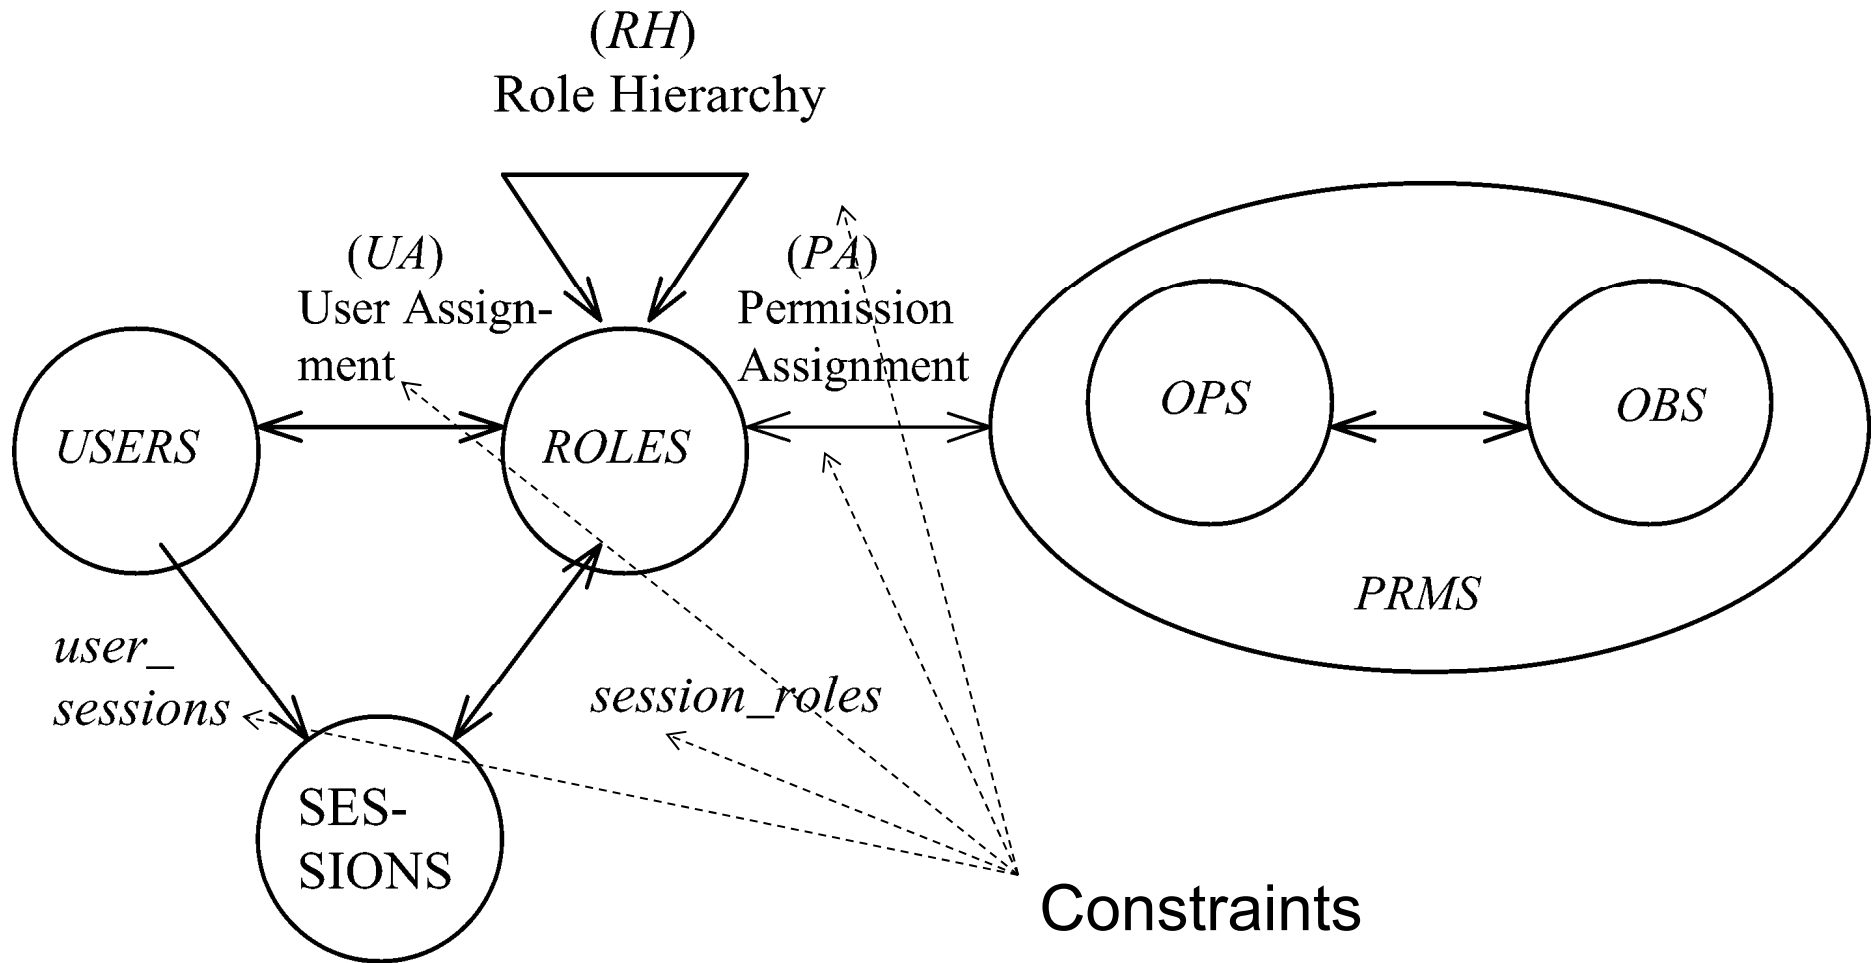 (RH)
Role Hierarchy
(UA)
User Assign-
ment
(PA)
Permission
Assignment
USERS
ROLES
OPS
OBS
PRMS
user_
sessions
session_roles
SES-
SIONS
Constraints